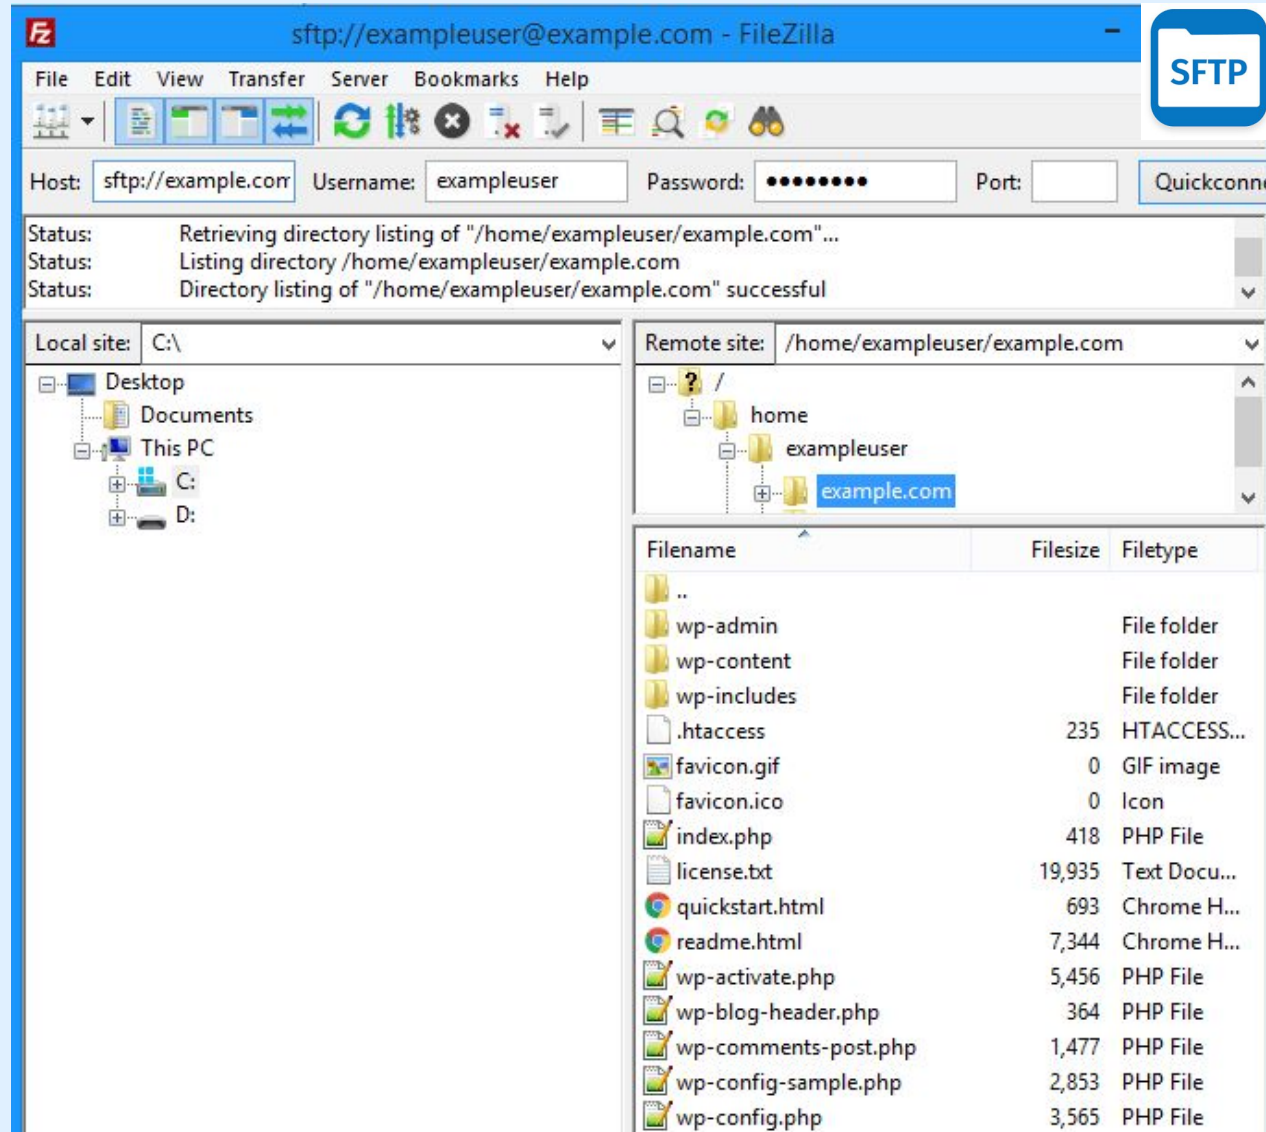 Fz
sftp://exampleuser@example.com - FileZilla
SFTP
File Edit View Transfer Server Bookmarks Help
Host: sftp://example.com Username: exampleuser Password: •••••••• Port: Quickconne
Status: Retrieving directory listing of "/home/exampleuser/example.com"...
Status: Listing directory /home/exampleuser/example.com
Status: Directory listing of "/home/exampleuser/example.com" successful
Local site: C:\
Desktop
Documents
This PC
C:
D:
Remote site: /home/exampleuser/example.com
? /
home
exampleuser
example.com
Filename Filesize Filetype
..
wp-admin File folder
wp-content File folder
wp-includes File folder
.htaccess 235 HTACCESS...
favicon.gif 0 GIF image
favicon.ico 0 Icon
index.php 418 PHP File
license.txt 19,935 Text Docu...
quickstart.html 693 Chrome H...
readme.html 7,344 Chrome H...
wp-activate.php 5,456 PHP File
wp-blog-header.php 364 PHP File
wp-comments-post.php 1,477 PHP File
wp-config-sample.php 2,853 PHP File
wp-config.php 3,565 PHP File